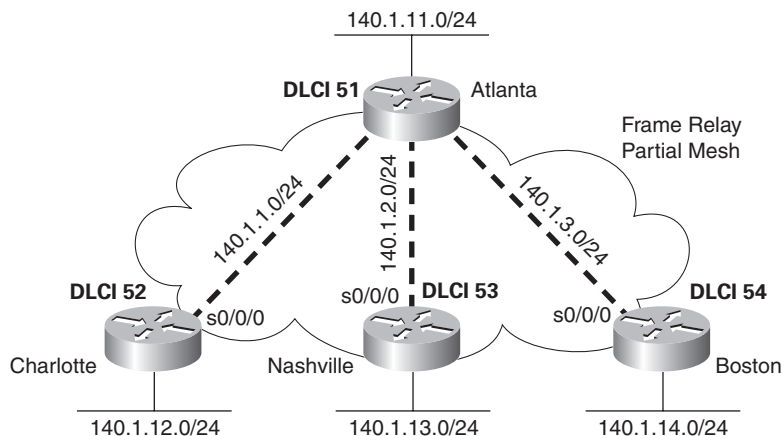 140.1.11.0/24
DLCI 51
Atlanta
Frame Relay
Partial Mesh
140.1.1.0/24
140.1.2.0/24
140.1.3.0/24
DLCI 52
s0/0/0
s0/0/0
DLCI 53
s0/0/0
DLCI 54
Charlotte
Nashville
Boston
140.1.12.0/24
140.1.13.0/24
140.1.14.0/24